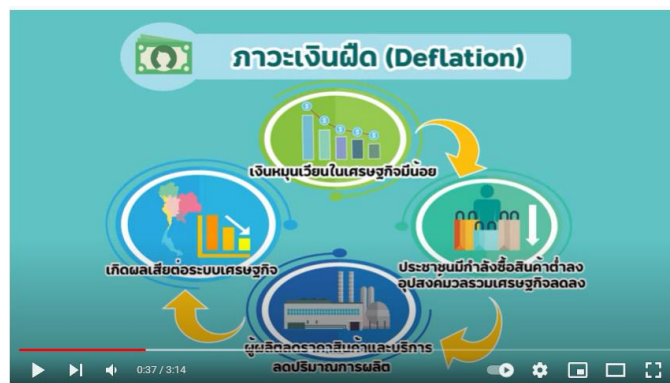 ภาวะเงินฝืด (Deflation)
เงินหมุนเวียนในเศรษฐกิจมีน้อย
ประชาชนมีกำลังซื้อสินค้าต่ำลง
อุปสงค์มวลรวมเศรษฐกิจลดลง
ผู้ผลิตลดราคาสินค้าและบริการ
ลดปริมาณการผลิต
เกิดผลเสียต่อระบบเศรษฐกิจ
0:37 / 3:14